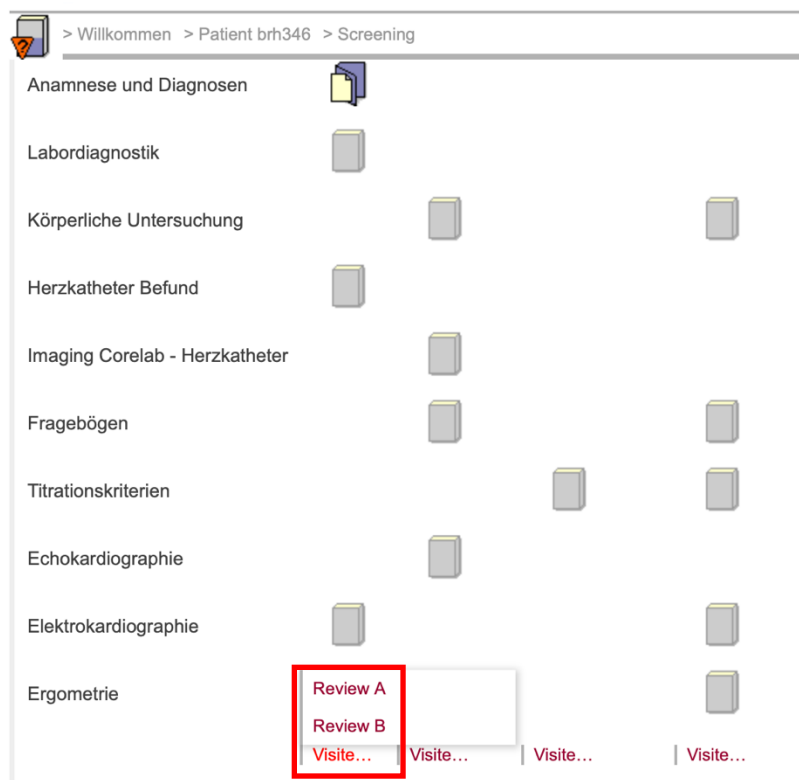 > Willkommen > Patient brh346 > Screening
Anamnese und Diagnosen
Labordiagnostik
Körperliche Untersuchung
Herzkatheter Befund
Imaging Corelab - Herzkatheter
Fragebögen
Titrationskriterien
Echokardiographie
Elektrokardiographie
Ergometrie
Review A
Review B
Visite... Visite... Visite... Visite...